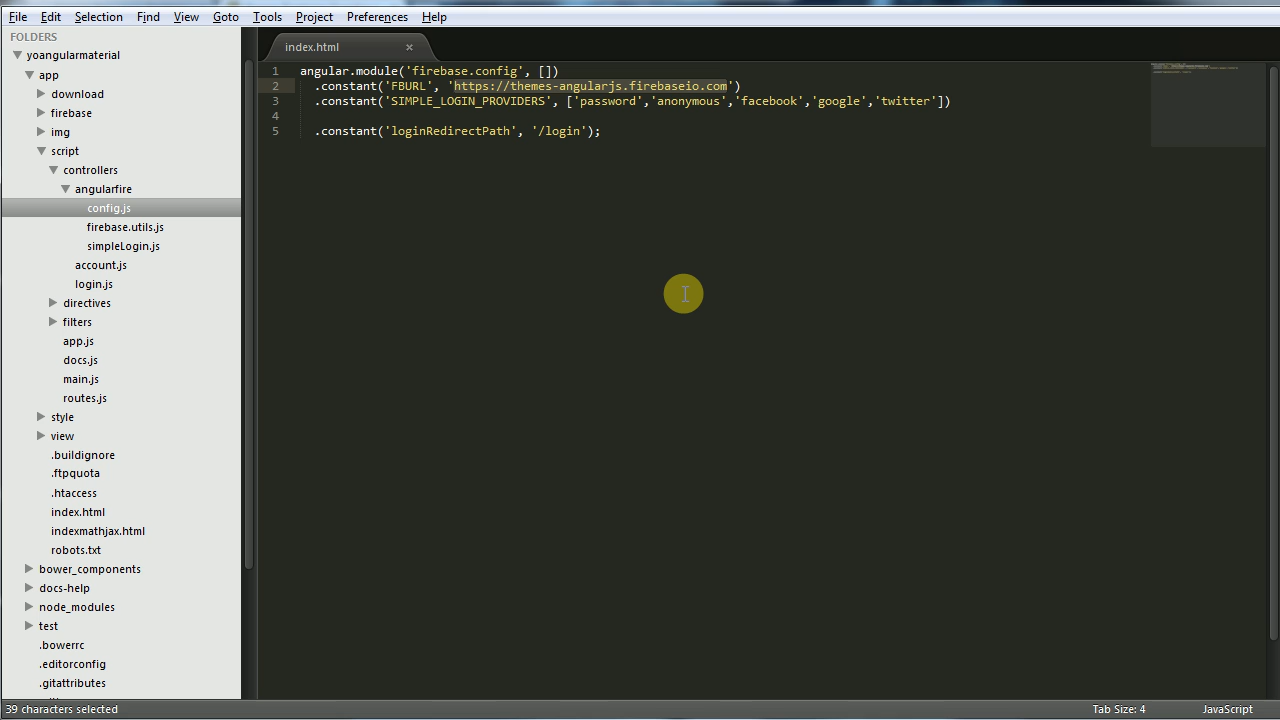 File Edit Selection Find View Goto Tools Project Preferences Help
FOLDERS
yoangularmaterial
app
download
firebase
img
script
controllers
angularfire
config.js
firebase.utils.js
simpleLogin.js
account.js
login.js
directives
filters
app.js
docs.js
main.js
routes.js
style
view
.buildignore
.ftpquota
.htaccess
index.html
indexmathjax.html
robots.txt
bower_components
docs-help
node_modules
test
.bowerrc
.editorconfig
.gitattributes
index.html ×
1 angular.module('firebase.config', [])
2 .constant('FBURL', 'https://themes-angularjs.firebaseio.com')
3 .constant('SIMPLE_LOGIN_PROVIDERS', ['password','anonymous','facebook','google','twitter'])
4
5 .constant('loginRedirectPath', '/login');
39 characters selected Tab Size: 4 JavaScript